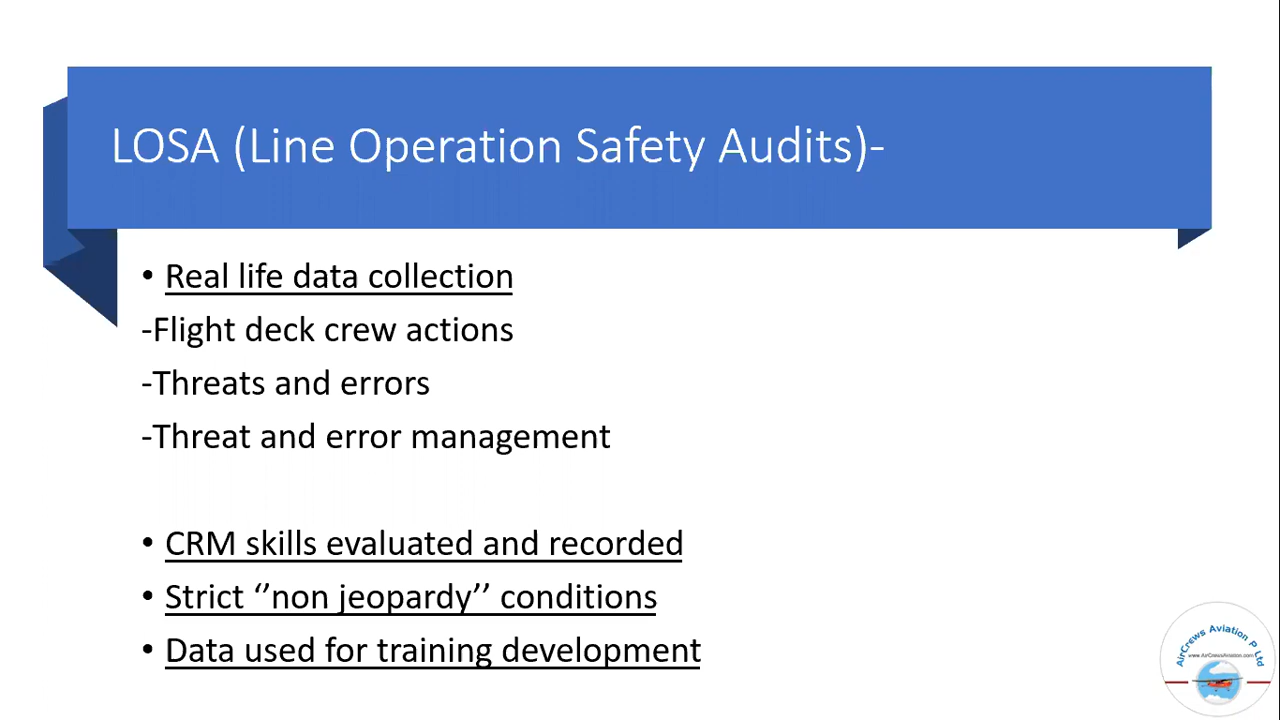 LOSA (Line Operation Safety Audits)-
• Real life data collection
-Flight deck crew actions
-Threats and errors
-Threat and error management
• CRM skills evaluated and recorded
• Strict ‘’non jeopardy’’ conditions
• Data used for training development
AirCrews Aviation P Ltd
www.AirCrewsAviation.com